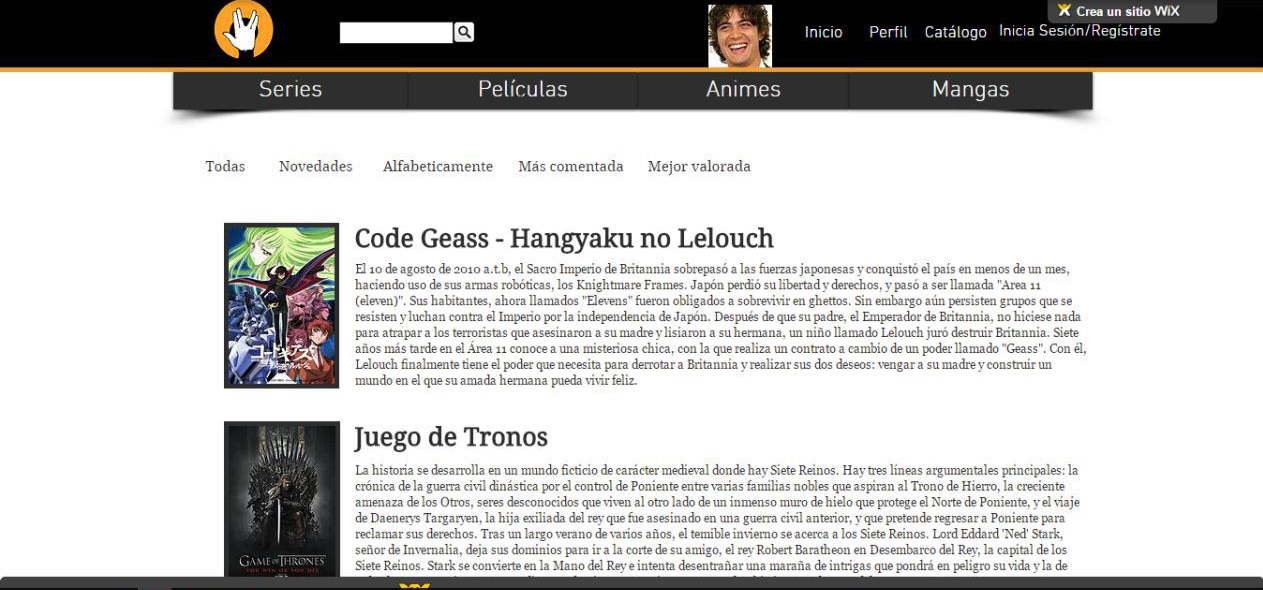 Crea un sitio WiX
Inicio Perfil Catálogo Inicia Sesión/Regístrate
Series Películas Animes Mangas
Todas Novedades Alfabeticamente Más comentada Mejor valorada
Code Geass - Hangyaku no Lelouch
El 10 de agosto de 2010 a.t.b, el Sacro Imperio de Britannia sobrepasó a las fuerzas japonesas y conquistó el país en menos de un mes,
haciendo uso de sus armas robóticas, los Knightmare Frames. Japón perdió su libertad y derechos, y pasó a ser llamada "Area 11
(eleven)". Sus habitantes, ahora llamados "Elevens" fueron obligados a sobrevivir en ghettos. Sin embargo aún persisten grupos que se
resisten y luchan contra el Imperio por la independencia de Japón. Después de que su padre, el Emperador de Britannia, no hiciese nada
para atrapar a los terroristas que asesinaron a su madre y lisiaron a su hermana, un niño llamado Lelouch juró destruir Britannia. Siete
años más tarde en el Área 11 conoce a una misteriosa chica, con la que realiza un contrato a cambio de un poder llamado "Geass". Con él,
Lelouch finalmente tiene el poder que necesita para derrotar a Britannia y realizar sus dos deseos: vengar a su madre y construir un
mundo en el que su amada hermana pueda vivir feliz.
Juego de Tronos
La historia se desarrolla en un mundo ficticio de carácter medieval donde hay Siete Reinos. Hay tres líneas argumentales principales: la
crónica de la guerra civil dinástica por el control de Poniente entre varias familias nobles que aspiran al Trono de Hierro, la creciente
amenaza de los Otros, seres desconocidos que viven al otro lado de un inmenso muro de hielo que protege el Norte de Poniente, y el viaje
de Daenerys Targaryen, la hija exiliada del rey que fue asesinado en una guerra civil anterior, y que pretende regresar a Poniente para
reclamar sus derechos. Tras un largo verano de varios años, el temible invierno se acerca a los Siete Reinos. Lord Eddard 'Ned' Stark,
señor de Invernalia, deja sus dominios para ir a la corte de su amigo, el rey Robert Baratheon en Desembarco del Rey, la capital de los
Siete Reinos. Stark se convierte en la Mano del Rey e intenta desentrañar una maraña de intrigas que pondrá en peligro su vida y la de
GAME OF THRONES
YOU WIN OR YOU DIE